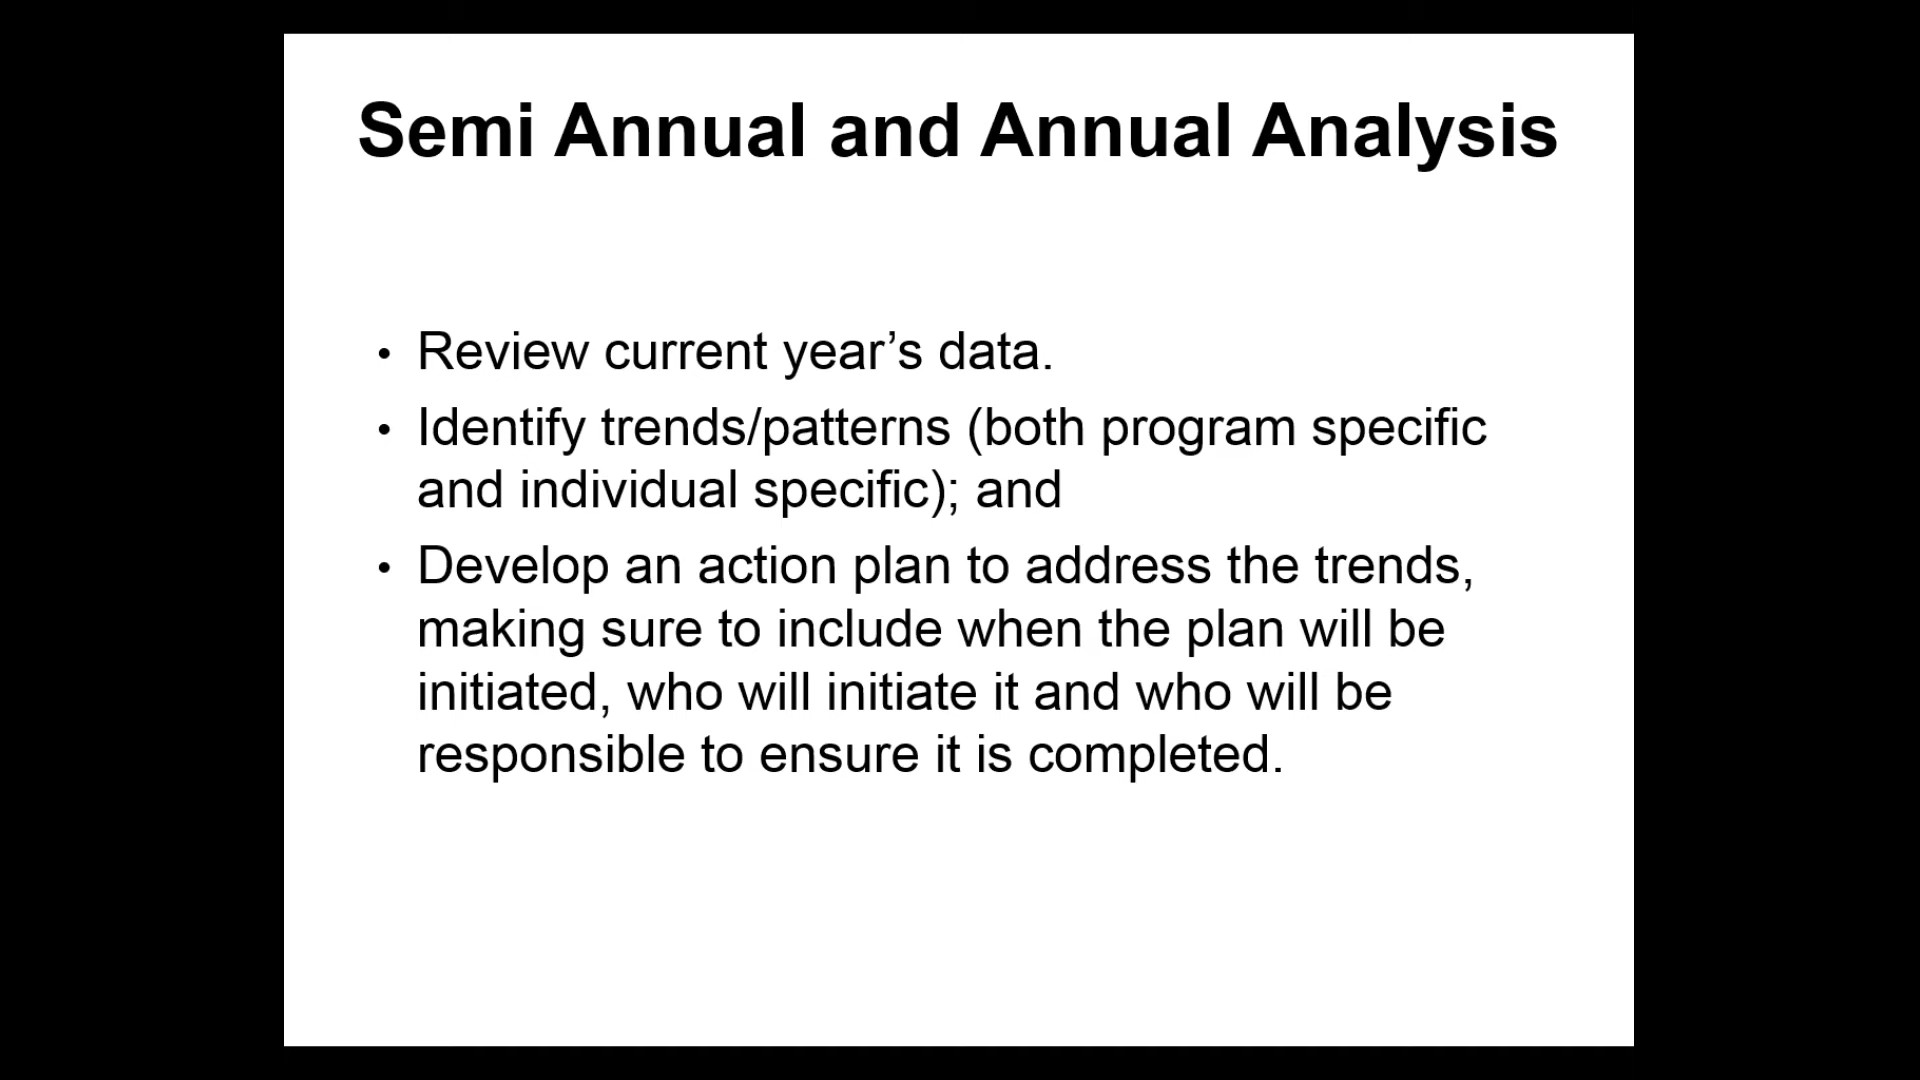 Semi Annual and Annual Analysis
• Review current year’s data.
• Identify trends/patterns (both program specific
and individual specific); and
• Develop an action plan to address the trends,
making sure to include when the plan will be
initiated, who will initiate it and who will be
responsible to ensure it is completed.